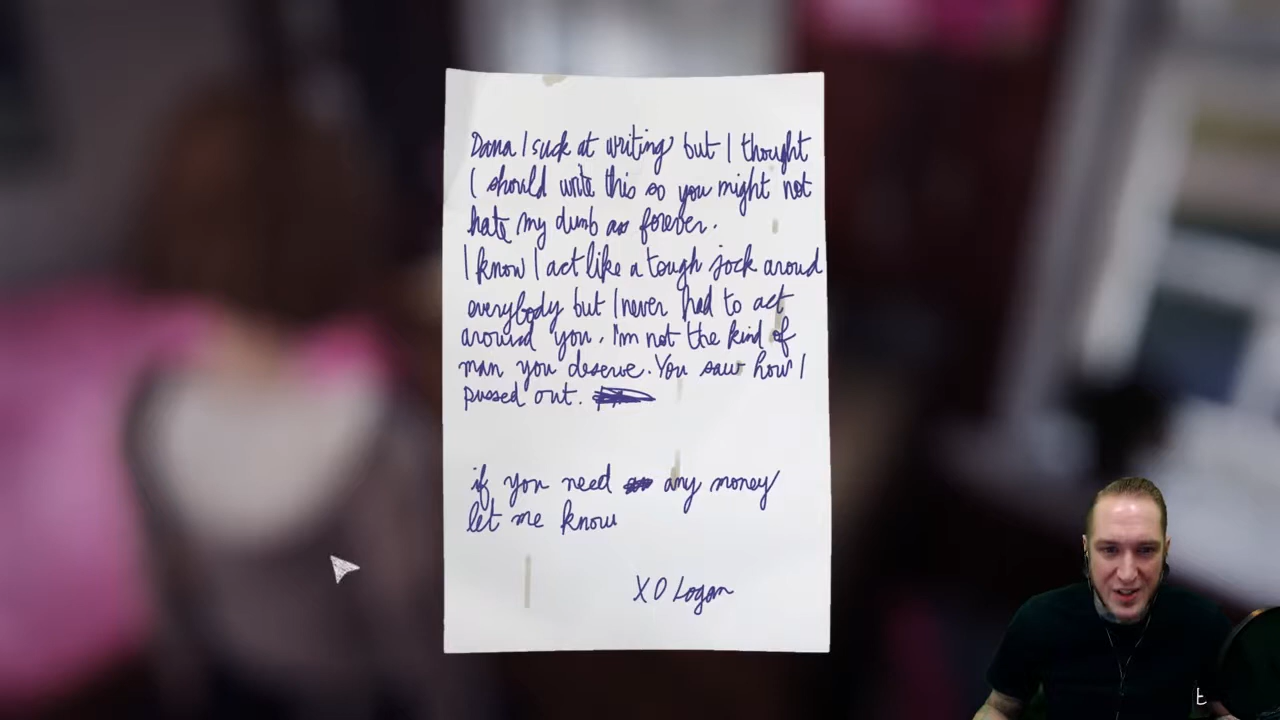 Dana I suck at writing but I thought
I should write this so you might not
hate my dumb ass forever.
I know I act like a tough jock aroud
everybody but I never had to act
around you. I'm not the kind of
man you deserve. You saw how I
pussed out.
if you need any money
let me know
XO Logan
t